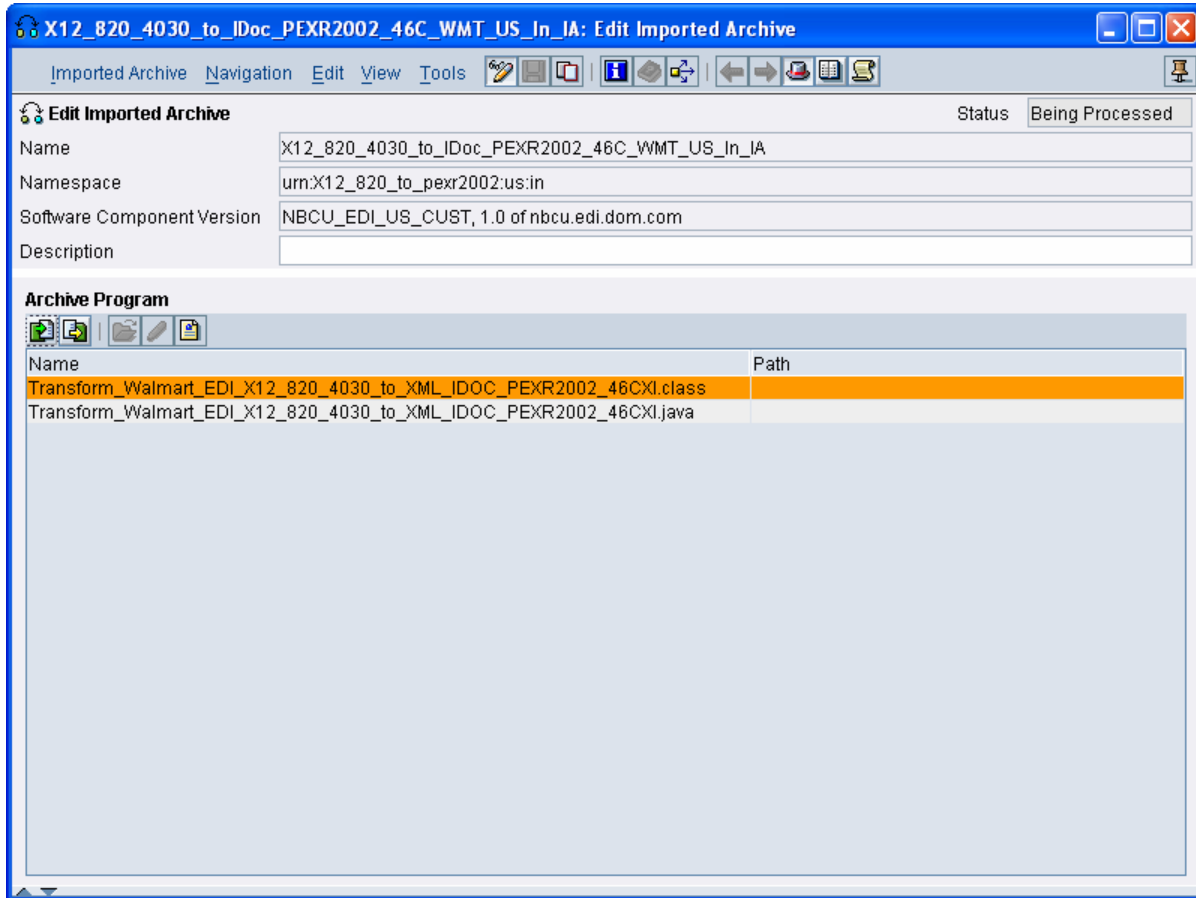 X12_820_4030_to_IDoc_PEXR2002_46C_WMT_US_In_IA: Edit Imported Archive
Imported Archive Navigation Edit View Tools
Edit Imported Archive Status Being Processed
Name X12_820_4030_to_IDoc_PEXR2002_46C_WMT_US_In_IA
Namespace urn:X12_820_to_pexr2002:us:in
Software Component Version NBCU_EDI_US_CUST, 1.0 of nbcu.edi.dom.com
Description
Archive Program
Name Path
Transform_Walmart_EDI_X12_820_4030_to_XML_IDOC_PEXR2002_46CXI.class
Transform_Walmart_EDI_X12_820_4030_to_XML_IDOC_PEXR2002_46CXI.java